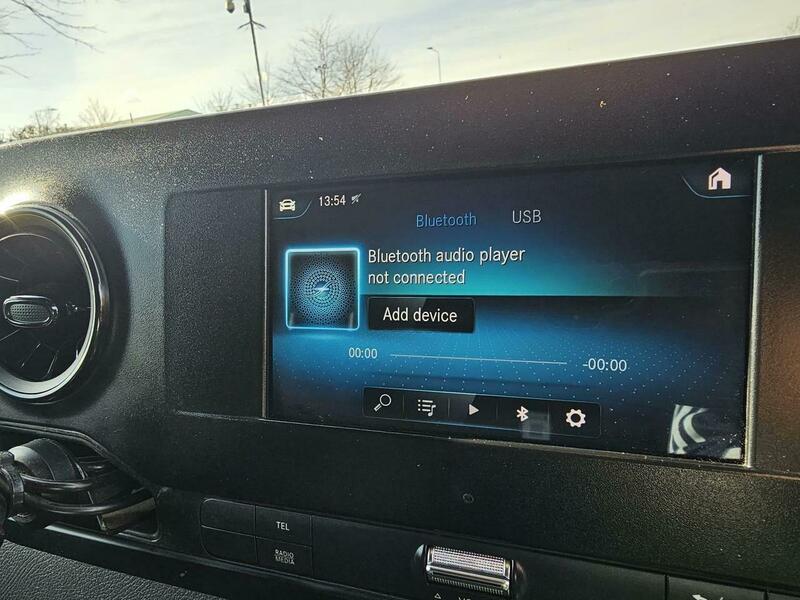 13:54
Bluetooth USB
Bluetooth audio player
not connected
Add device
00:00 -00:00
TEL
RADIO
MEDIA